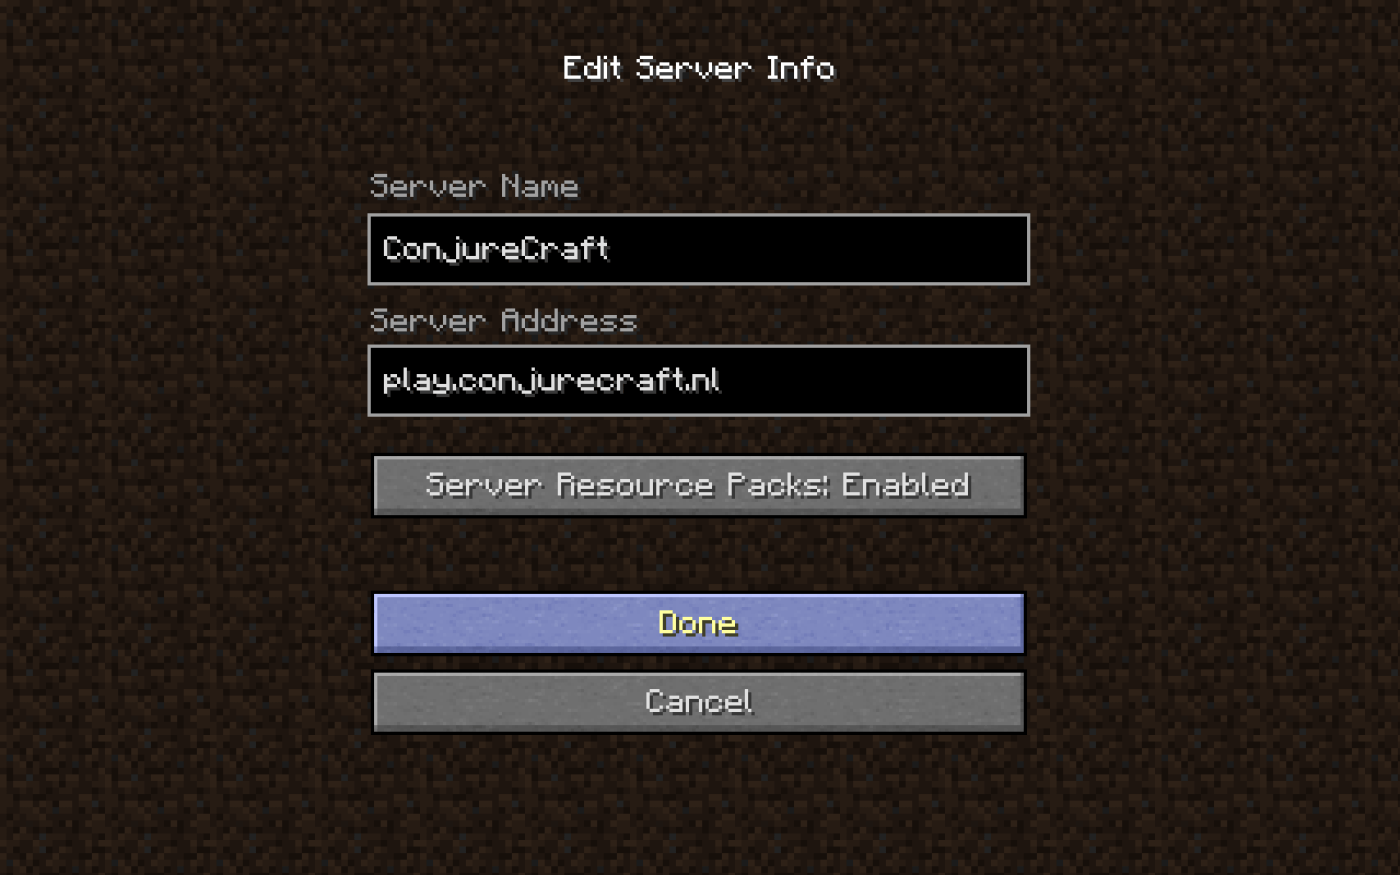 Edit Server Info
Server Name
ConjureCraft
Server Address
play.conjurecraft.nl
Server Resource Packs: Enabled
Done
Cancel